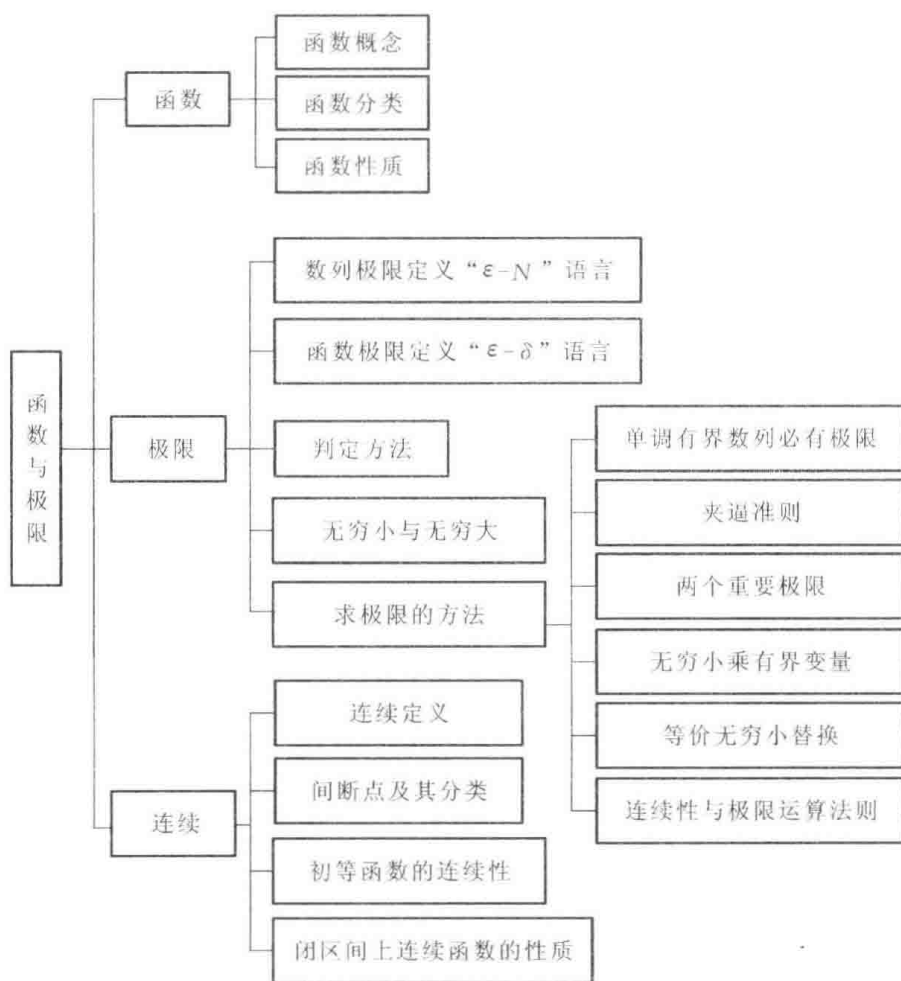 函数与极限
函数
函数概念
函数分类
函数性质
极限
数列极限定义“ε-N”语言
函数极限定义“ε-δ”语言
判定方法
无穷小与无穷大
求极限的方法
单调有界数列必有极限
夹逼准则
两个重要极限
无穷小乘有界变量
等价无穷小替换
连续性与极限运算法则
连续
连续定义
间断点及其分类
初等函数的连续性
闭区间上连续函数的性质